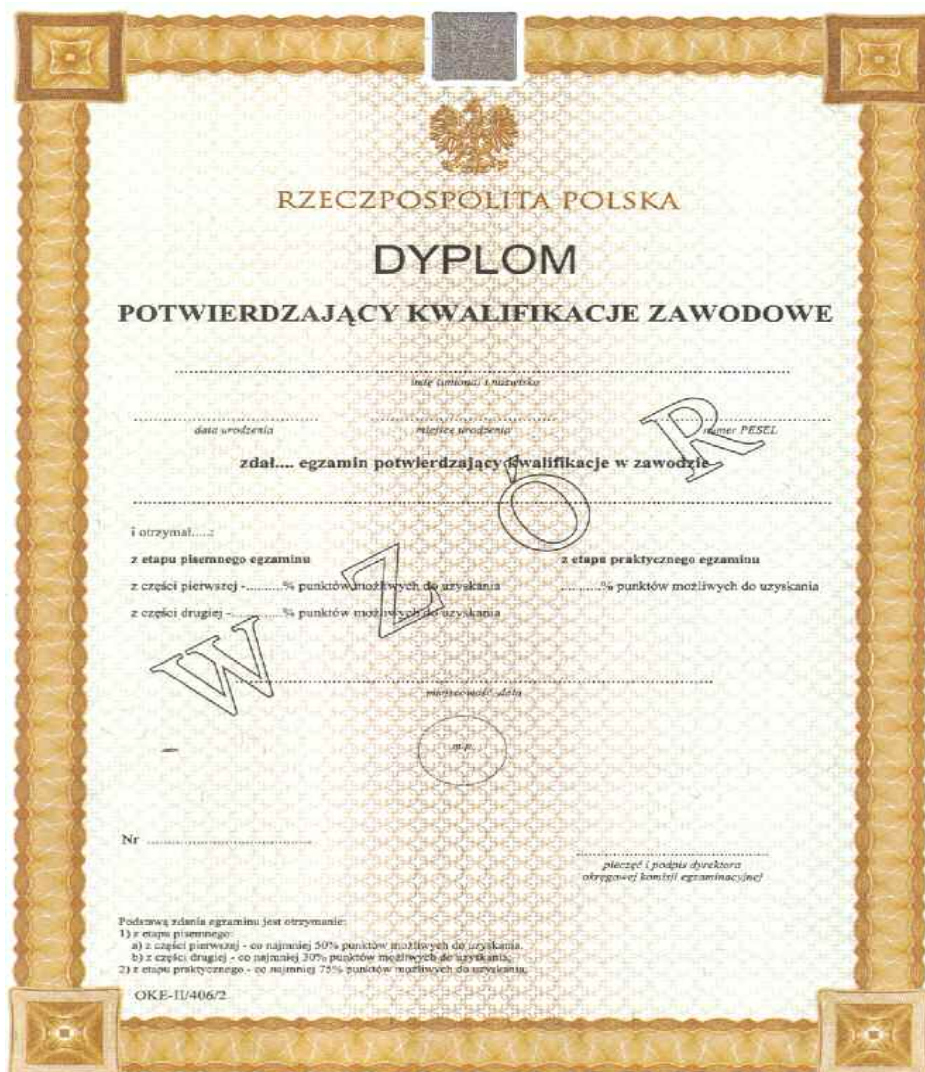 RZECZPOSPOLITA POLSKA
DYPLOM
POTWIERDZAJĄCY KWALIFIKACJE ZAWODOWE
imię (imiona) i nazwisko
data urodzenia miejsce urodzenia numer PESEL
zdał.... egzamin potwierdzający kwalifikacje w zawodzie
i otrzymał.....:
z etapu pisemnego egzaminu z etapu praktycznego egzaminu
z części pierwszej -..........% punktów możliwych do uzyskania ...........% punktów możliwych do uzyskania
z części drugiej -............% punktów możliwych do uzyskania
WZÓR
miejscowość, data
m.p.
Nr ................................
pieczęć i podpis dyrektora
okręgowej komisji egzaminacyjnej
Podstawą zdania egzaminu jest otrzymanie:
1) z etapu pisemnego:
a) z części pierwszej - co najmniej 50% punktów możliwych do uzyskania,
b) z części drugiej - co najmniej 30% punktów możliwych do uzyskania;
2) z etapu praktycznego - co najmniej 75% punktów możliwych do uzyskania.
OKE-II/406/2